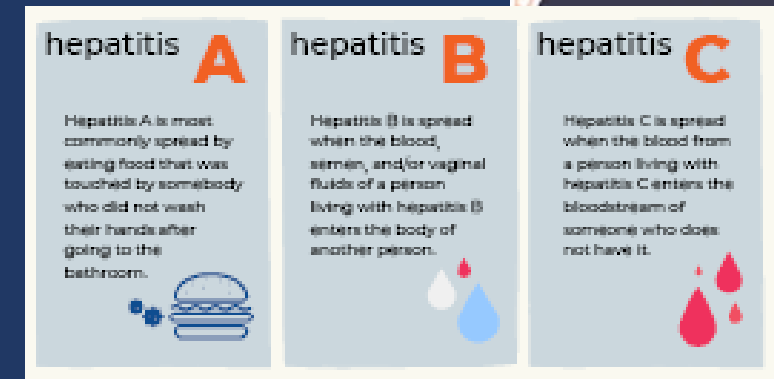 hepatitis A
Hepatitis A is most
commonly spread by
eating food that was
touched by somebody
who did not wash
their hands after
going to the
bathroom.
hepatitis B
Hepatitis B is spread
when the blood,
semen, and/or vaginal
fluids of a person
living with hepatitis B
enters the body of
another person.
hepatitis C
Hepatitis C is spread
when the blood from
a person living with
hepatitis C enters the
bloodstream of
someone who does
not have it.